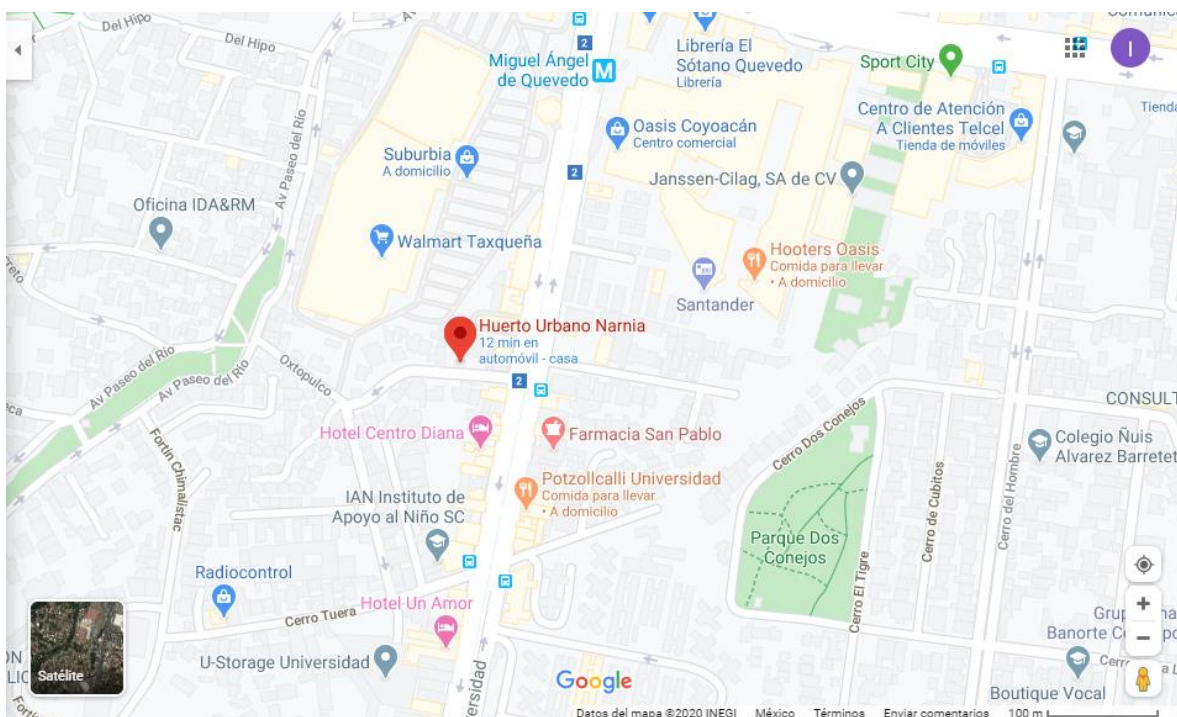 Del Hipo
Del Hipo
Av Paseo del Río
Miguel Ángel
de Quevedo
M
2
Librería El
Sótano Quevedo
Librería
Sport City
I
Oasis Coyoacán
Centro comercial
Centro de Atención
A Clientes Telcel
Tienda de móviles
Suburbia
A domicilio
2
Janssen-Cilag, SA de CV
Oficina IDA&RM
Walmart Taxqueña
Hooters Oasis
Comida para llevar
• A domicilio
Santander
Huerto Urbano Narnia
12 min en
automóvil - casa
2
Av Paseo del Río
Av Paseo del Río
Oxtopulco
Fortín Chimalistac
Hotel Centro Diana
Farmacia San Pablo
Cerro Dos Conejos
CONSULT
Colegio Ñuis
Alvarez Barretet
Potzollcalli Universidad
Comida para llevar
• A domicilio
IAN Instituto de
Apoyo al Niño SC
Parque Dos
Conejos
Cerro de Cubitos
Cerro del Hombre
Cerro El Tigre
Radiocontrol
Cerro Tuera
Hotel Un Amor
U-Storage Universidad
ersidad
Satélite
Google
Boutique Vocal
Datos del mapa ©2020 INEGI México Términos Enviar comentarios 100 m